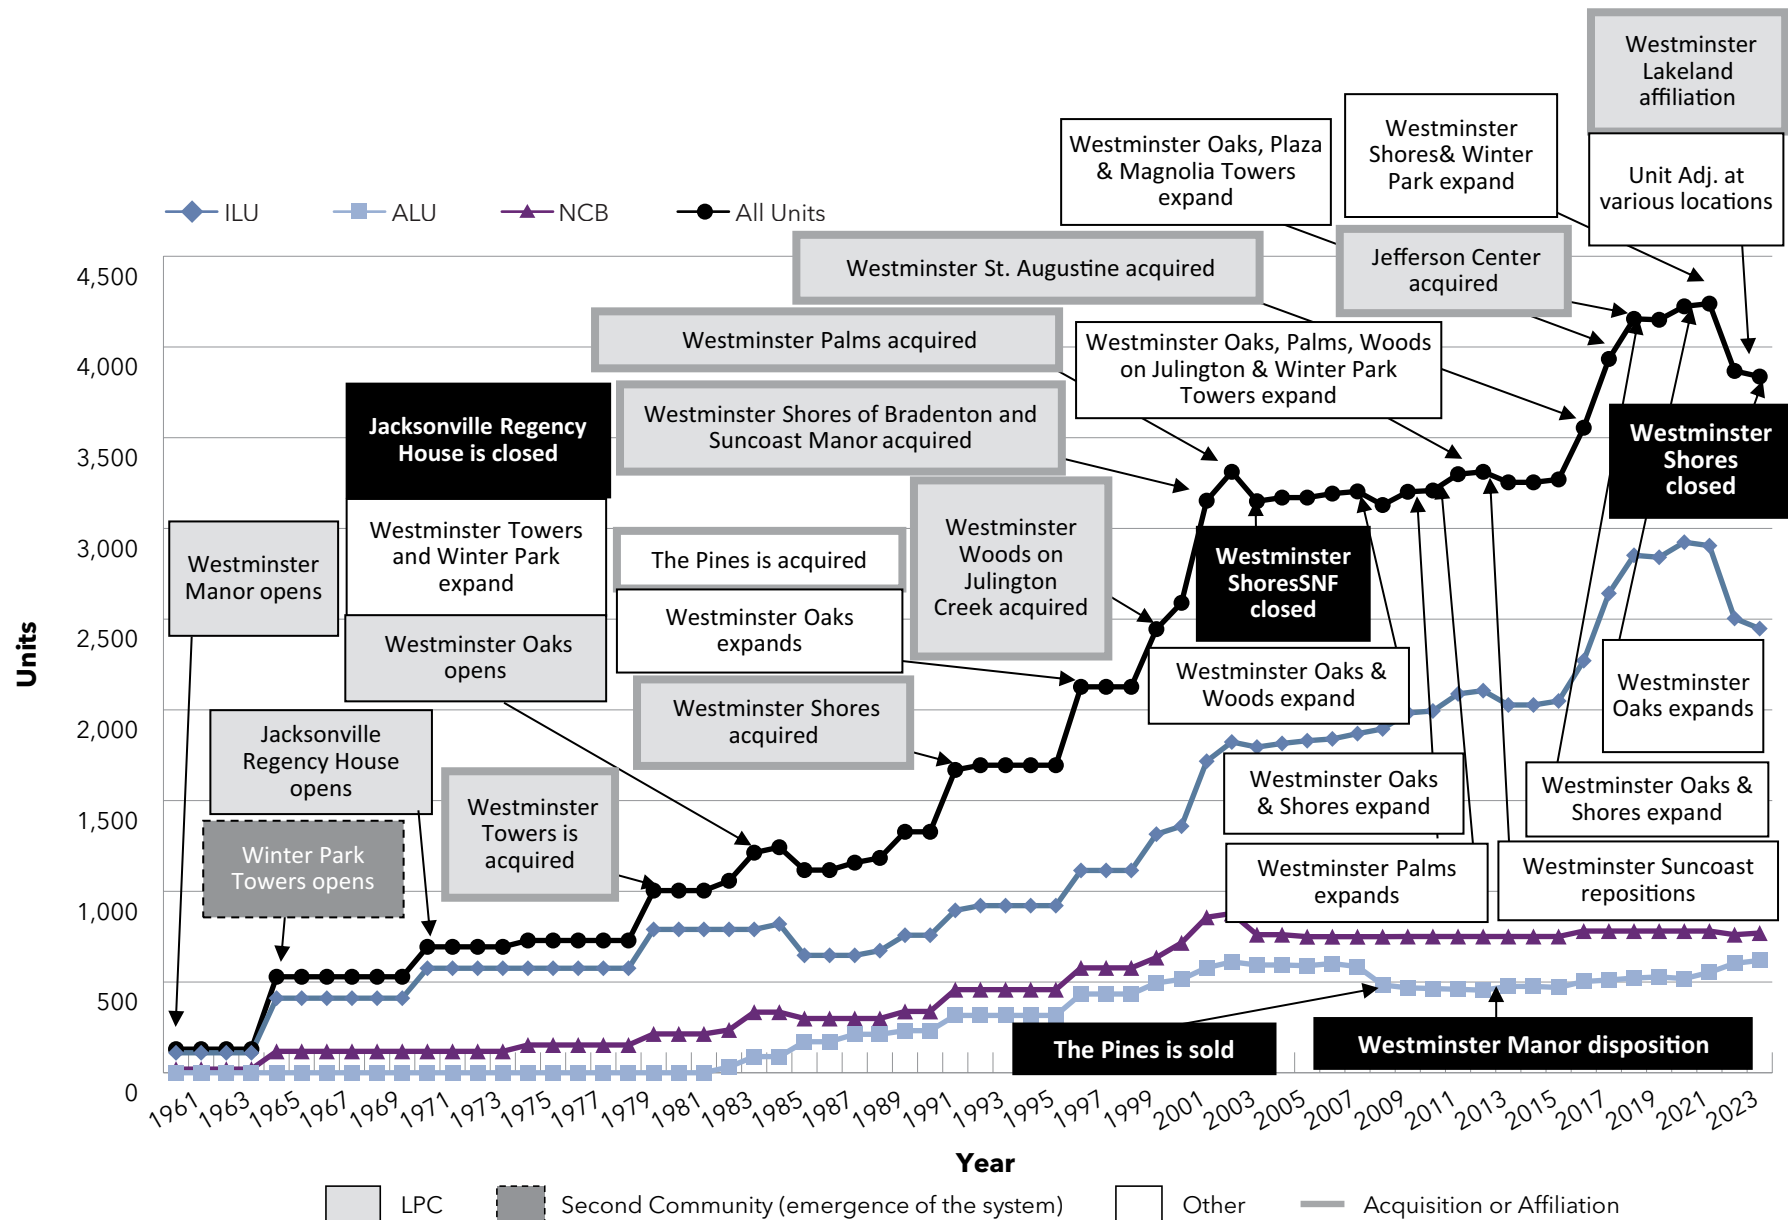 Westminster
Lakeland
affiliation
Westminster
Shores& Winter
Park expand
Westminster Oaks, Plaza
& Magnolia Towers
expand
Unit Adj. at
various locations
ILU
ALU
NCB
All Units
Westminster St. Augustine acquired
Jefferson Center
acquired
Westminster Palms acquired
Westminster Oaks, Palms, Woods
on Julington & Winter Park
Towers expand
Jacksonville Regency
House is closed
Westminster Shores of Bradenton and
Suncoast Manor acquired
Westminster
Shores
closed
Westminster Towers
and Winter Park
expand
Westminster
Woods on
Julington
Creek acquired
Westminster
Manor opens
The Pines is acquired
Westminster
ShoresSNF
closed
Westminster Oaks
expands
Westminster Oaks
opens
Westminster Oaks &
Woods expand
Westminster
Oaks expands
Westminster Shores
acquired
Jacksonville
Regency House
opens
Westminster
Towers is
acquired
Westminster Oaks
& Shores expand
Westminster Oaks &
Shores expand
Winter Park
Towers opens
Westminster Palms
expands
Westminster Suncoast
repositions
The Pines is sold
Westminster Manor disposition
Units
4,500
4,000
3,500
3,000
2,500
2,000
1,500
1,000
500
0
1961
1963
1965
1967
1969
1971
1973
1975
1977
1979
1981
1983
1985
1987
1989
1991
1993
1995
1997
1999
2001
2003
2005
2007
2009
2011
2013
2015
2017
2019
2021
2023
Year
LPC
Second Community (emergence of the system)
Other
Acquisition or Affiliation